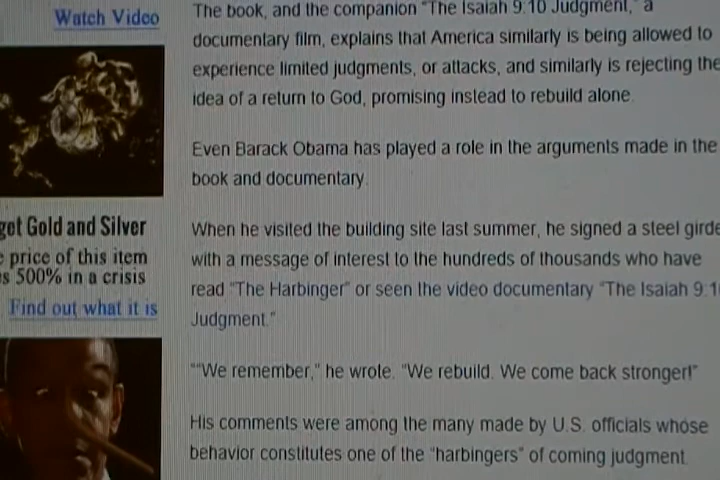 Watch Video
get Gold and Silver
price of this item
500% in a crisis
Find out what it is
The book, and the companion "The Isaiah 9:10 Judgment," a
documentary film, explains that America similarly is being allowed to
experience limited judgments, or attacks, and similarly is rejecting the
idea of a return to God, promising instead to rebuild alone.
Even Barack Obama has played a role in the arguments made in the
book and documentary.
When he visited the building site last summer, he signed a steel girde
with a message of interest to the hundreds of thousands who have
read "The Harbinger" or seen the video documentary "The Isaiah 9:1
Judgment."
""We remember," he wrote. "We rebuild. We come back stronger!"
His comments were among the many made by U.S. officials whose
behavior constitutes one of the "harbingers" of coming judgment.